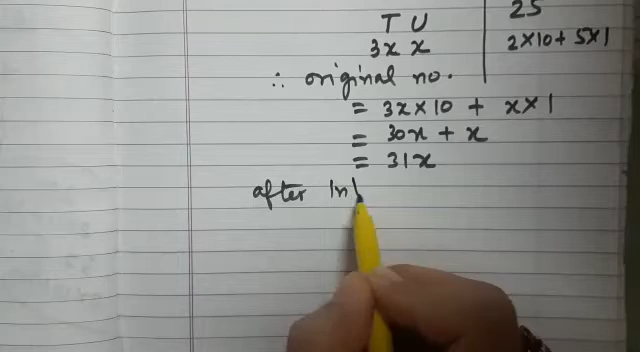 T U
3x x
∴ original no.
= 3x×10 + x×1
= 30x + x
= 31x
after In
25
2×10+5×1